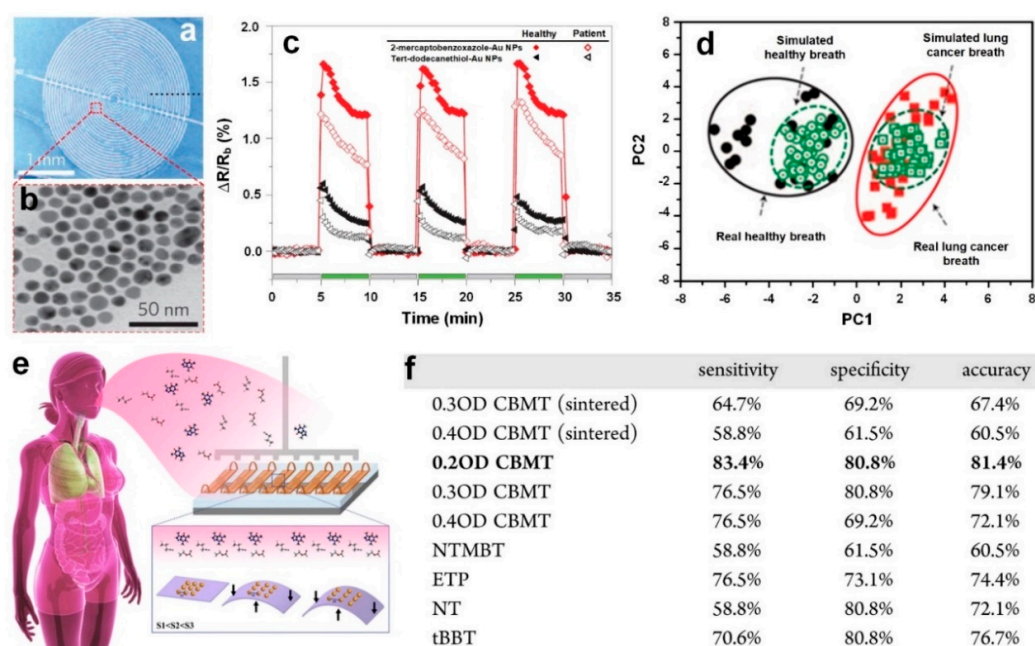 a
1 mm
b
50 nm
c
Healthy Patient
2-mercaptobenzoxazole-Au NPs
Tert-dodecanethiol-Au NPs
ΔR/Rb (%)
2.0
1.5
1.0
0.5
0.0
0 5 10 15 20 25 30 35
Time (min)
d
Simulated healthy breath
Simulated lung cancer breath
Real healthy breath
Real lung cancer breath
PC2
8
6
4
2
0
-2
-4
-6
-8
-8 -6 -4 -2 0 2 4 6 8
PC1
e
S1<S2<S3
f
sensitivity specificity accuracy
0.3OD CBMT (sintered) 64.7% 69.2% 67.4%
0.4OD CBMT (sintered) 58.8% 61.5% 60.5%
0.2OD CBMT 83.4% 80.8% 81.4%
0.3OD CBMT 76.5% 80.8% 79.1%
0.4OD CBMT 76.5% 69.2% 72.1%
NTMBT 58.8% 61.5% 60.5%
ETP 76.5% 73.1% 74.4%
NT 58.8% 80.8% 72.1%
tBBT 70.6% 80.8% 76.7%